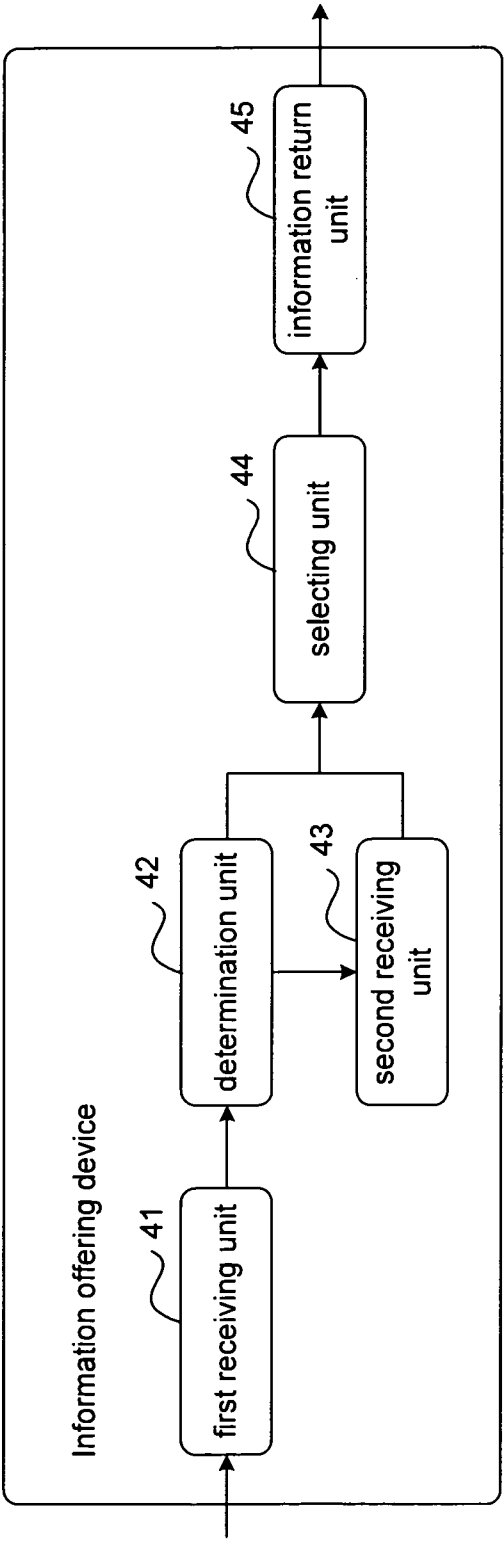 Information offering device
41
first receiving unit
42
determination unit
43
second receiving
unit
44
selecting unit
45
information return
unit